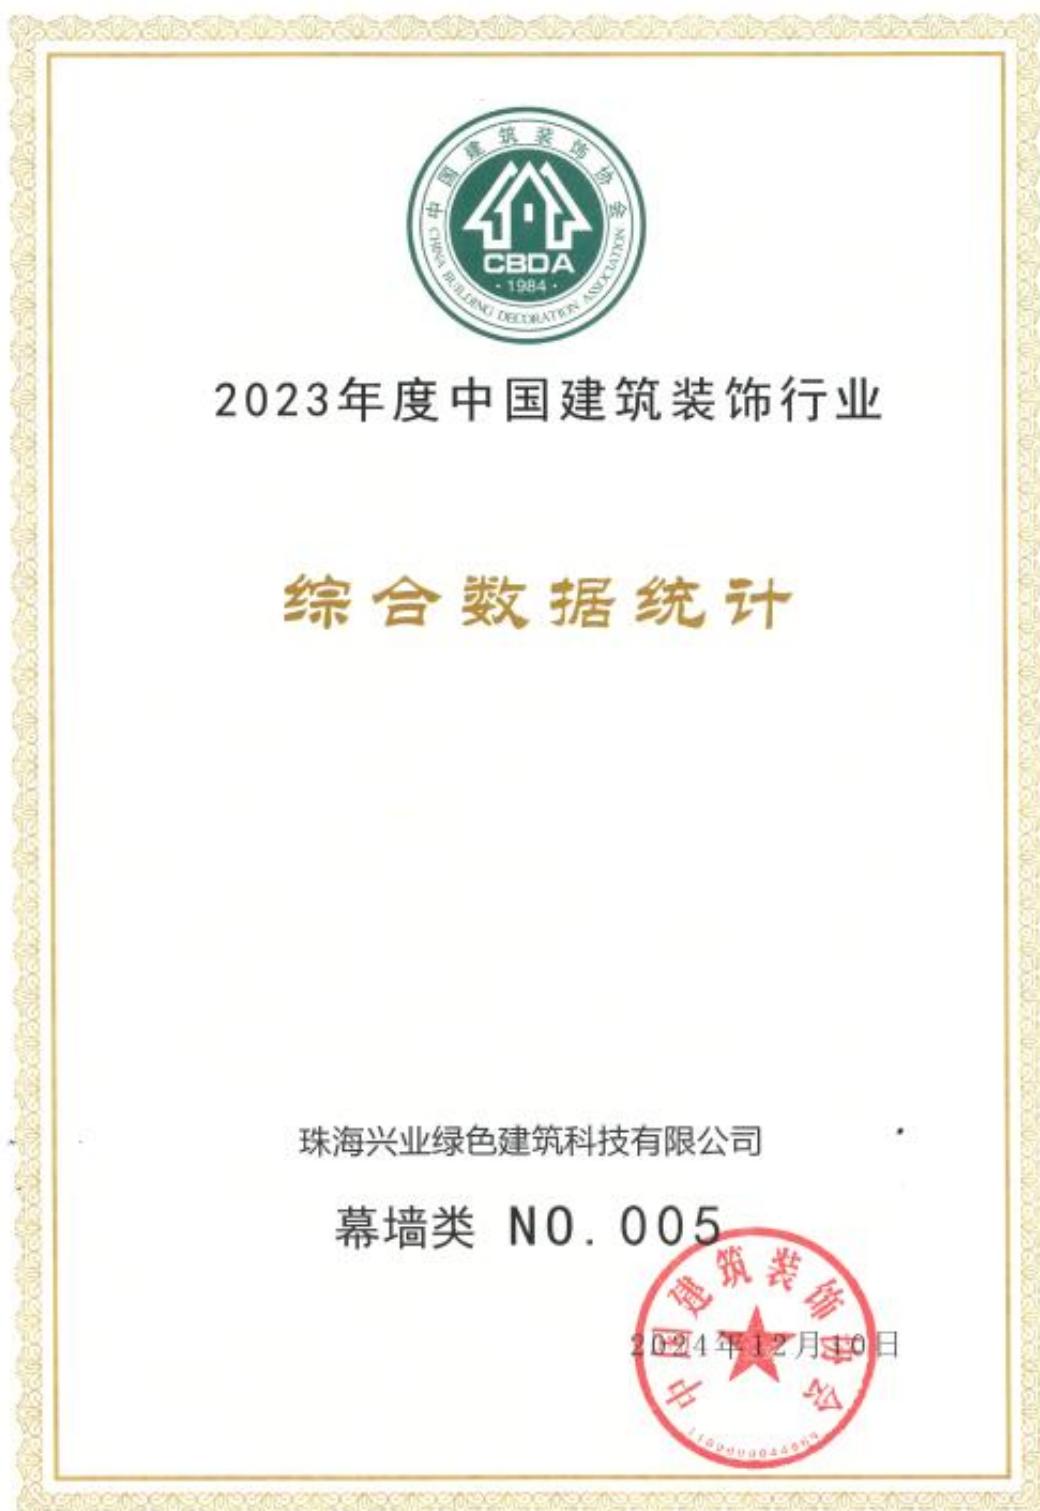 中国建筑装饰协会
CBDA
·1984·
CHINA BUILDING DECORATION ASSOCIATION
2023年度中国建筑装饰行业
综合数据统计
珠海兴业绿色建筑科技有限公司
幕墙类 NO.005
2024年12月10日
中国建筑装饰协会